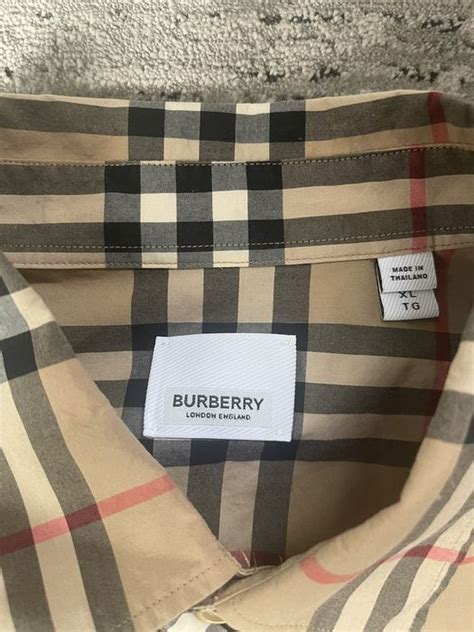 MADE IN
THAILAND
XL
TG
BURBERRY
LONDON ENGLAND